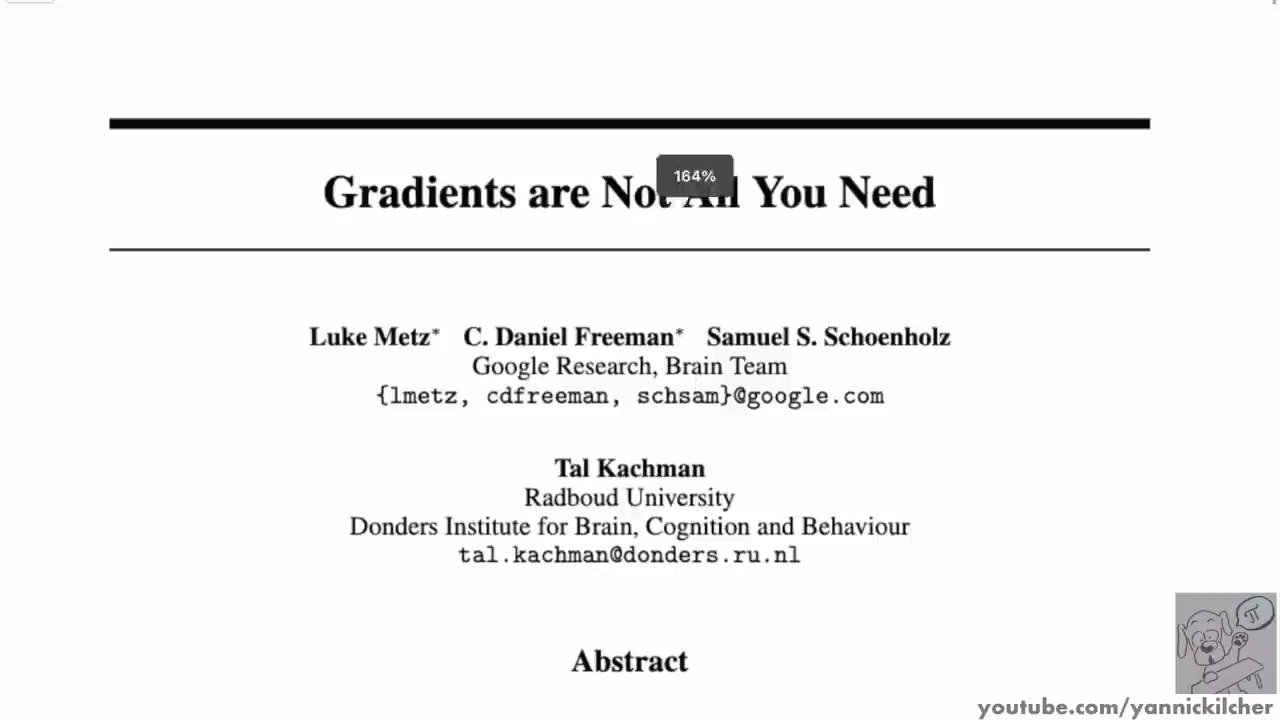 Gradients are Not All You Need
164%
Luke Metz* C. Daniel Freeman* Samuel S. Schoenholz
Google Research, Brain Team
{lmetz, cdfreeman, schsam}@google.com
Tal Kachman
Radboud University
Donders Institute for Brain, Cognition and Behaviour
tal.kachman@donders.ru.nl
Abstract
π
youtube.com/yannickilcher